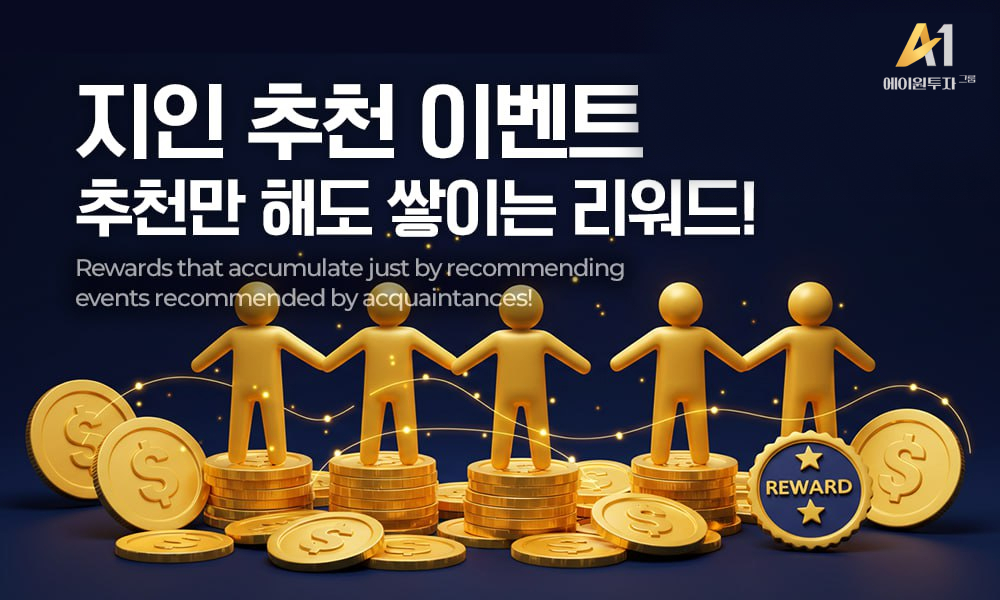 A1
에이원투자그룹
지인 추천 이벤트
추천만 해도 쌓이는 리워드!
Rewards that accumulate just by recommending
events recommended by acquaintances!
REWARD